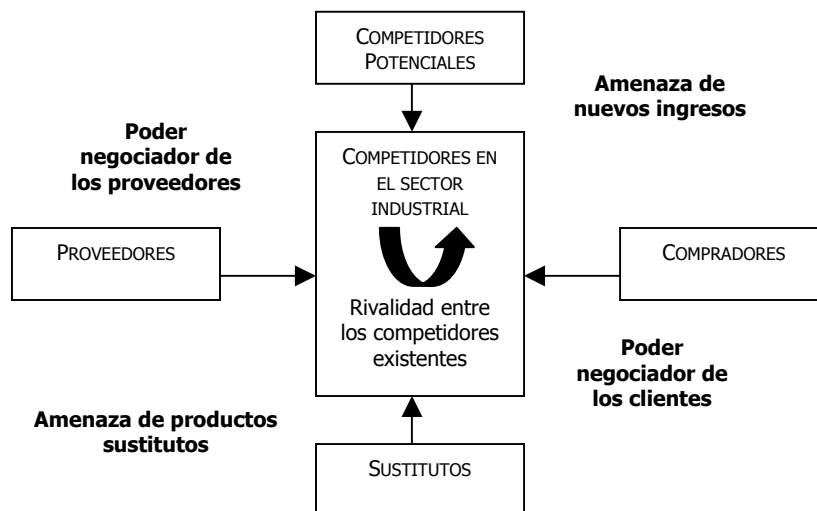 COMPETIDORES
POTENCIALES
Amenaza de
nuevos ingresos
Poder
negociador de
los proveedores
COMPETIDORES EN
EL SECTOR
INDUSTRIAL
PROVEEDORES
COMPRADORES
Rivalidad entre
los competidores
existentes
Poder
negociador de
los clientes
Amenaza de productos
sustitutos
SUSTITUTOS